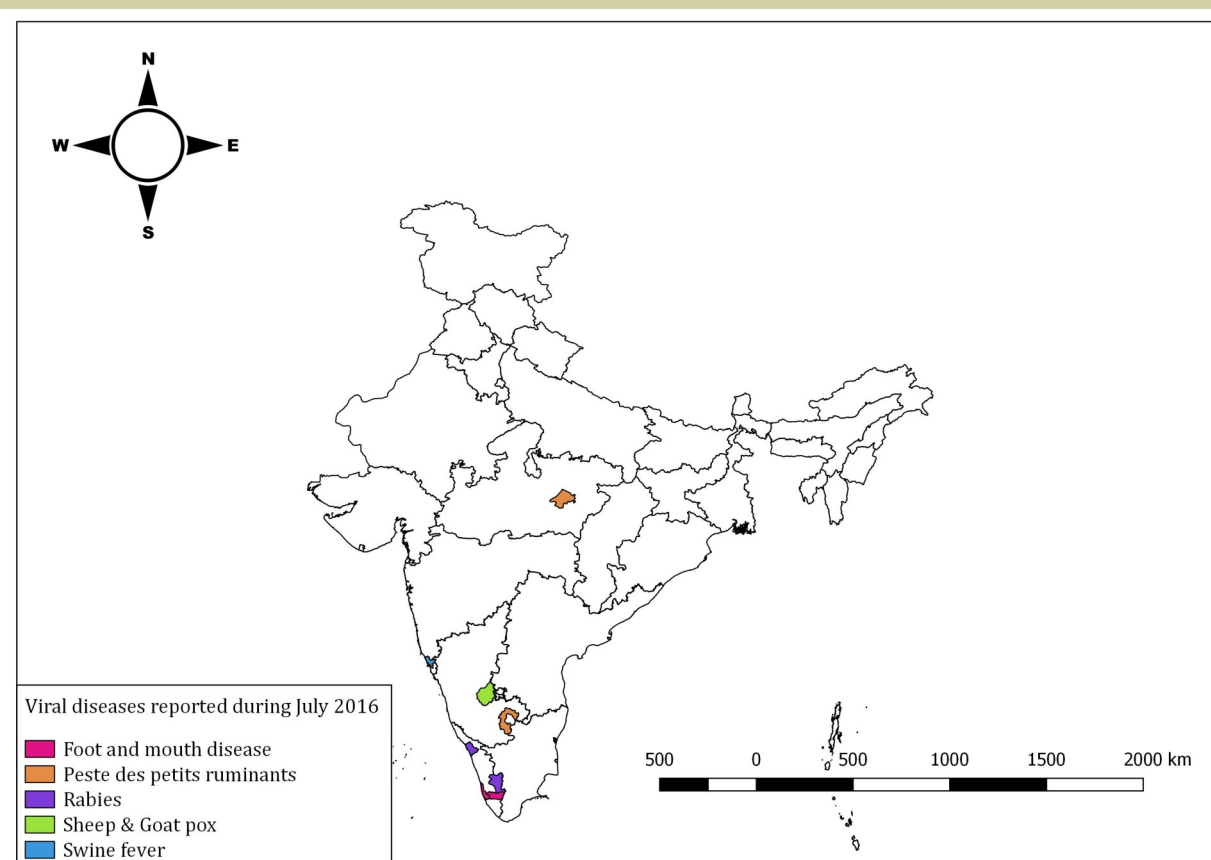 N
W E
S
Viral diseases reported during July 2016
Foot and mouth disease
Peste des petits ruminants
Rabies
Sheep & Goat pox
Swine fever
500 0 500 1000 1500 2000 km